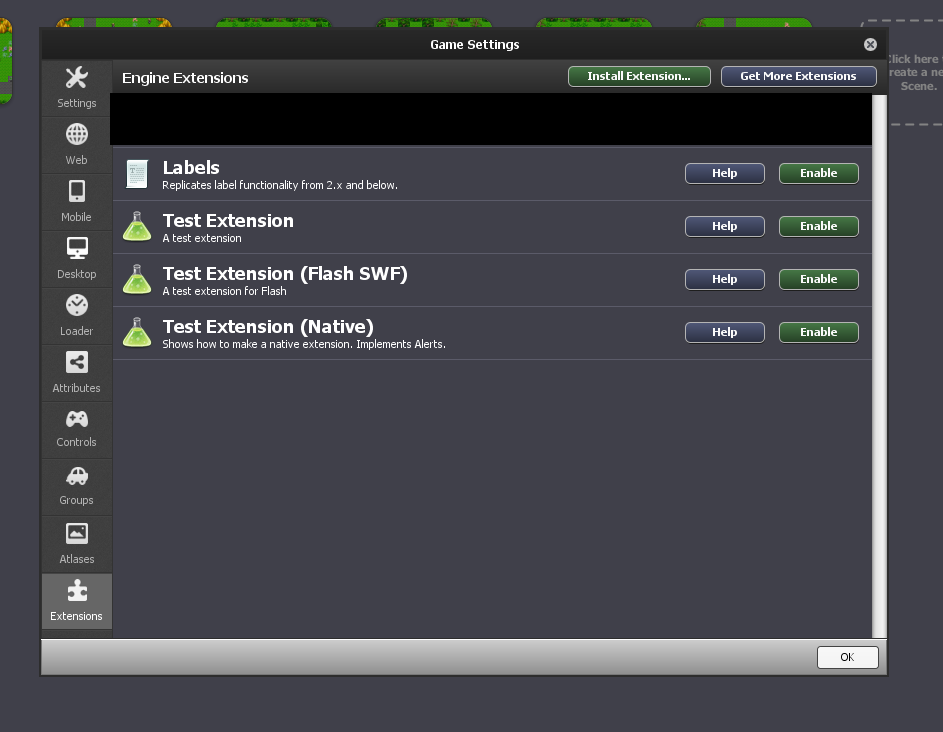 Game Settings
Settings
Web
Mobile
Desktop
Loader
Attributes
Controls
Groups
Atlases
Extensions
Engine Extensions
Install Extension...
Get More Extensions
Labels
Replicates label functionality from 2.x and below.
Help
Enable
Test Extension
A test extension
Help
Enable
Test Extension (Flash SWF)
A test extension for Flash
Help
Enable
Test Extension (Native)
Shows how to make a native extension. Implements Alerts.
Help
Enable
OK
here
Scene.